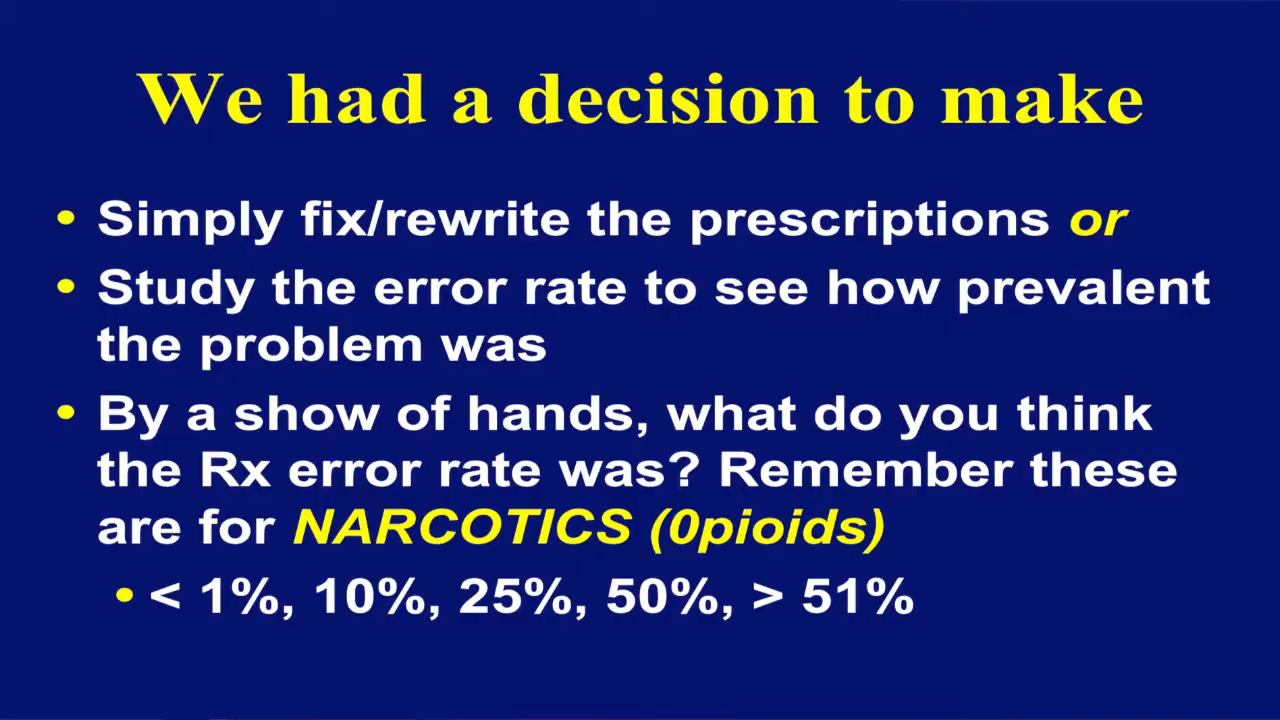 We had a decision to make
• Simply fix/rewrite the prescriptions or
• Study the error rate to see how prevalent
the problem was
• By a show of hands, what do you think
the Rx error rate was? Remember these
are for NARCOTICS (0pioids)
• < 1%, 10%, 25%, 50%, > 51%